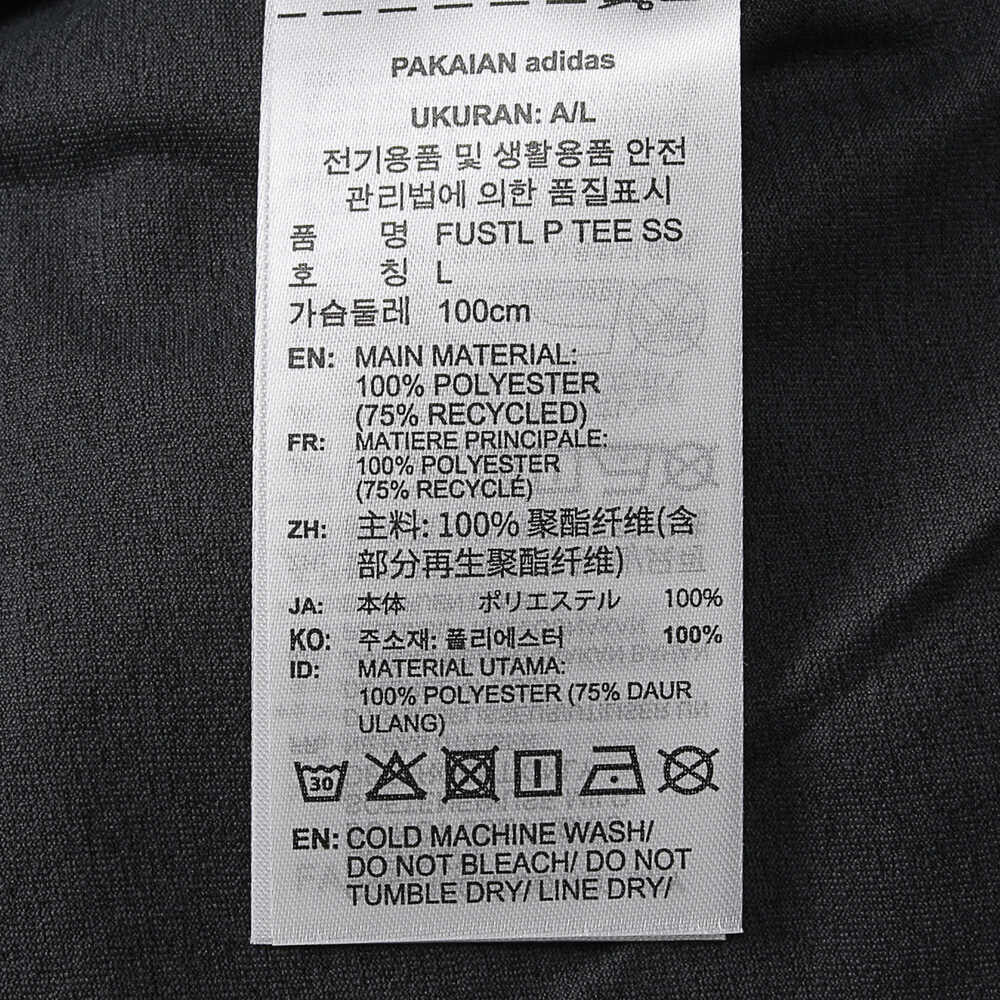 PAKAIAN adidas
UKURAN: A/L
전기용품 및 생활용품 안전
관리법에 의한 품질표시
품 명 FUSTL P TEE SS
호 칭 L
가슴둘레 100cm
EN: MAIN MATERIAL:
100% POLYESTER
(75% RECYCLED)
FR: MATIERE PRINCIPALE:
100% POLYESTER
(75% RECYCLÉ)
ZH: 主料: 100% 聚酯纤维(含
部分再生聚酯纤维)
JA: 本体 ポリエステル 100%
KO: 주소재: 폴리에스터 100%
ID: MATERIAL UTAMA:
100% POLYESTER (75% DAUR
ULANG)
30
EN: COLD MACHINE WASH/
DO NOT BLEACH/ DO NOT
TUMBLE DRY/ LINE DRY/